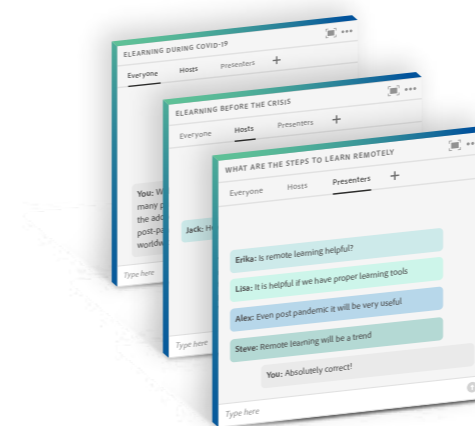 ELEARNING DURING COVID-19
Everyone Hosts Presenters +
You: W
many p
the ado
post-pa
worldw
Type here
ELEARNING BEFORE THE CRISIS
Everyone Hosts Presenters +
Jack: H
Type here
WHAT ARE THE STEPS TO LEARN REMOTELY
Everyone Hosts Presenters +
Erika: Is remote learning helpful?
Lisa: It is helpful if we have proper learning tools
Alex: Even post pandemic it will be very useful
Steve: Remote learning will be a trend
You: Absolutely correct!
Type here